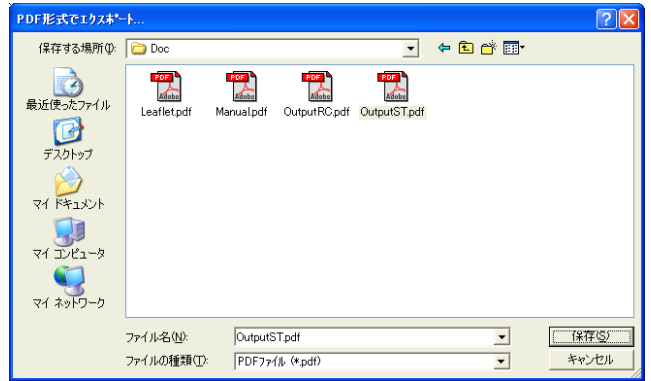 PDF形式でエクスポート...
保存する場所(I):
Doc
最近使ったファイル
デスクトップ
マイ ドキュメント
マイ コンピュータ
マイ ネットワーク
PDF PDF PDF PDF
Adobe Adobe Adobe Adobe
Leaflet.pdf Manual.pdf OutputRC.pdf OutputST.pdf
ファイル名(N): OutputST.pdf 保存(S)
ファイルの種類(T): PDFファイル (*.pdf) キャンセル